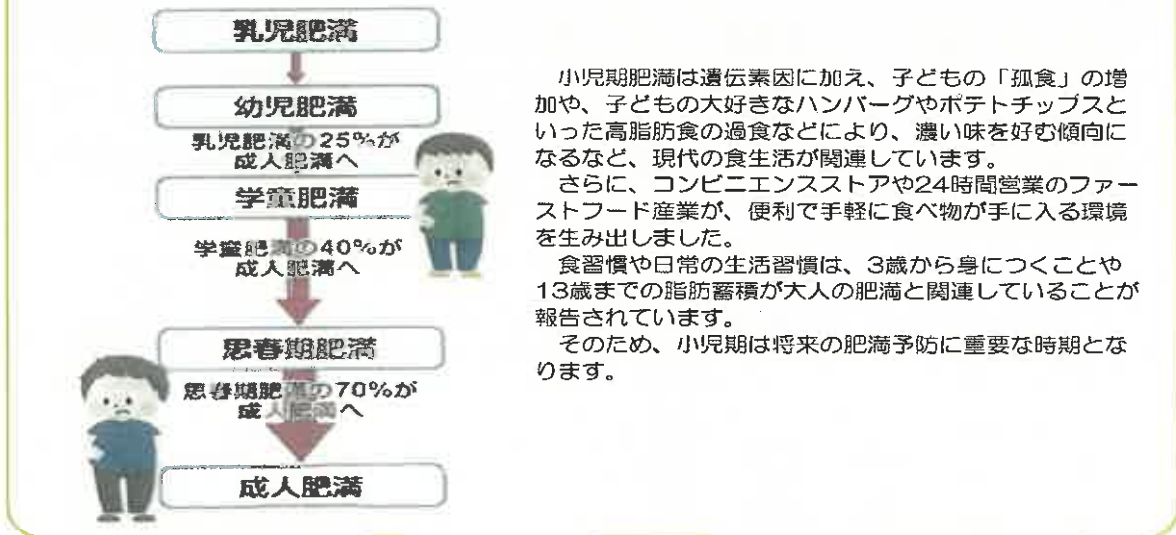 乳児肥満
幼児肥満
乳児肥満の25%が
成人肥満へ
学童肥満
学童肥満の40%が
成人肥満へ
思春期肥満
思春期肥満の70%が
成人肥満へ
成人肥満
小児期肥満は遺伝素因に加え、子どもの「孤食」の増
加や、子どもの大好きなハンバーグやポテトチップスと
いった高脂肪食の過食などにより、濃い味を好む傾向に
なるなど、現代の食生活が関連しています。
さらに、コンビニエンスストアや24時間営業のファー
ストフード産業が、便利で手軽に食べ物が手に入る環境
を生み出しました。
食習慣や日常の生活習慣は、3歳から身につくことや
13歳までの脂肪蓄積が大人の肥満と関連していることが
報告されています。
そのため、小児期は将来の肥満予防に重要な時期とな
ります。